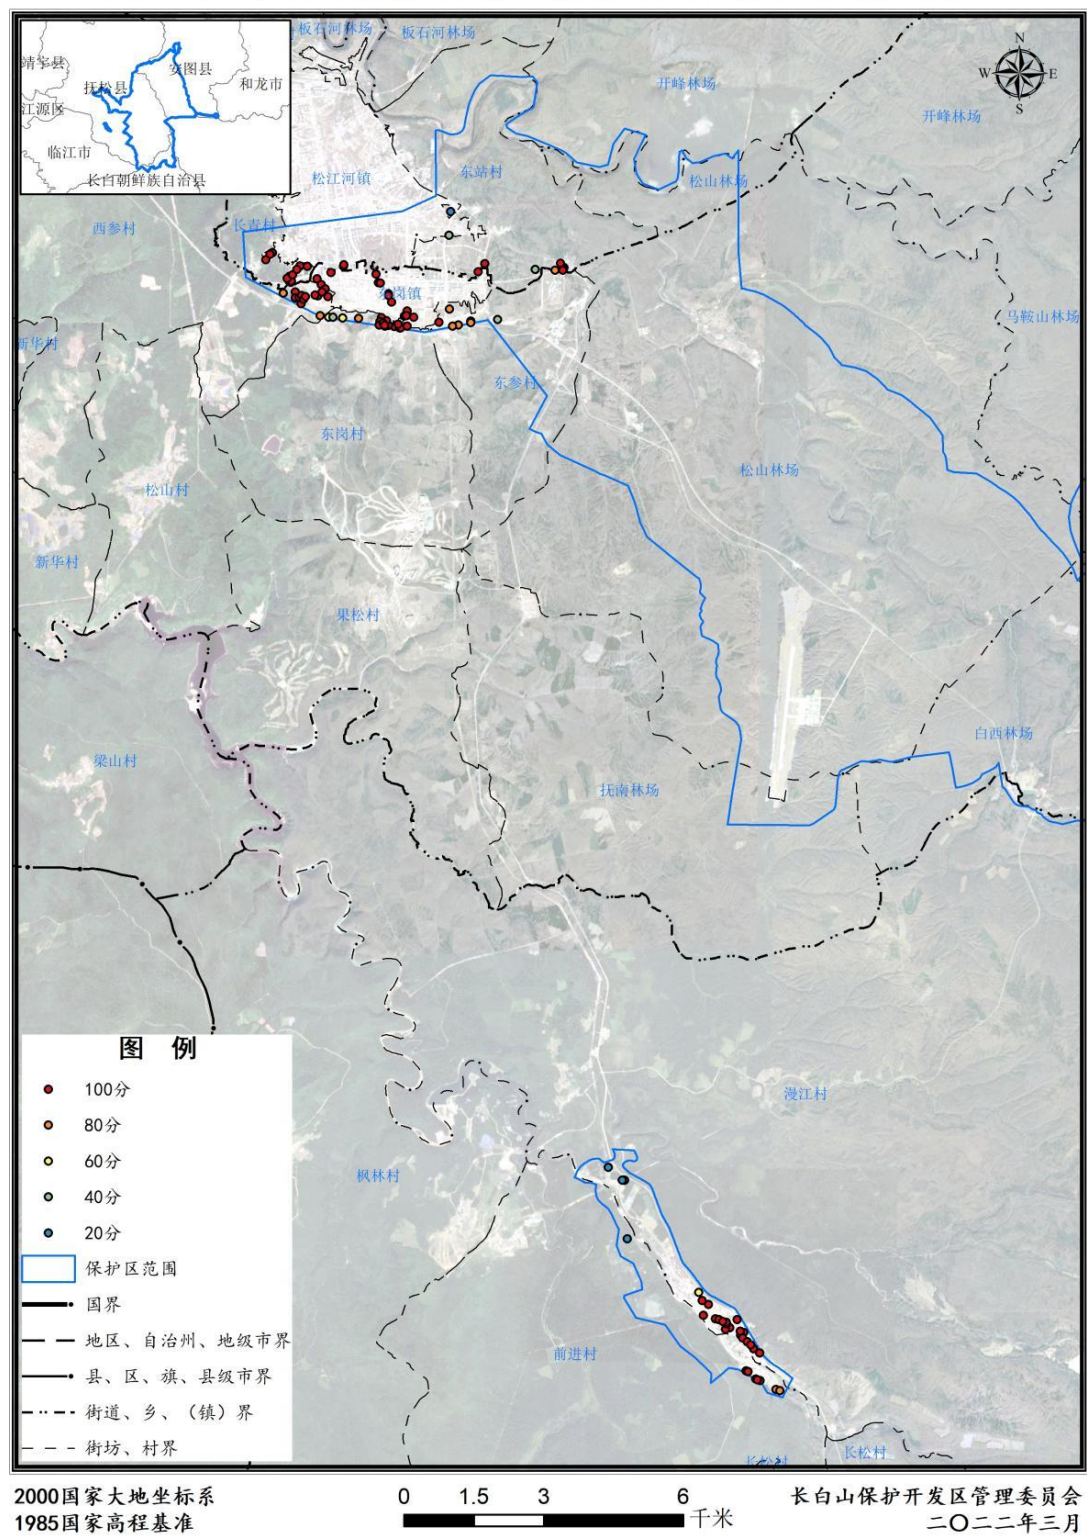 靖宇县
抚松县
安图县
和龙市
江源区
临江市
长白朝鲜族自治县
板石河林场
板石河林场
开峰林场
开峰林场
N
W
E
S
松江河镇
东站村
松山林场
西参村
长青村
东岗镇
马鞍山林场
新华村
东参村
东岗村
松山林场
松山村
新华村
果松村
梁山村
白西林场
抚南林场
漫江村
枫林村
前进村
长松村
长松村
图 例
100分
80分
60分
40分
20分
保护区范围
国界
地区、自治州、地级市界
县、区、旗、县级市界
街道、乡、（镇）界
街坊、村界
2000国家大地坐标系
1985国家高程基准
0 1.5 3 6
千米
长白山保护开发区管理委员会
二〇二二年三月